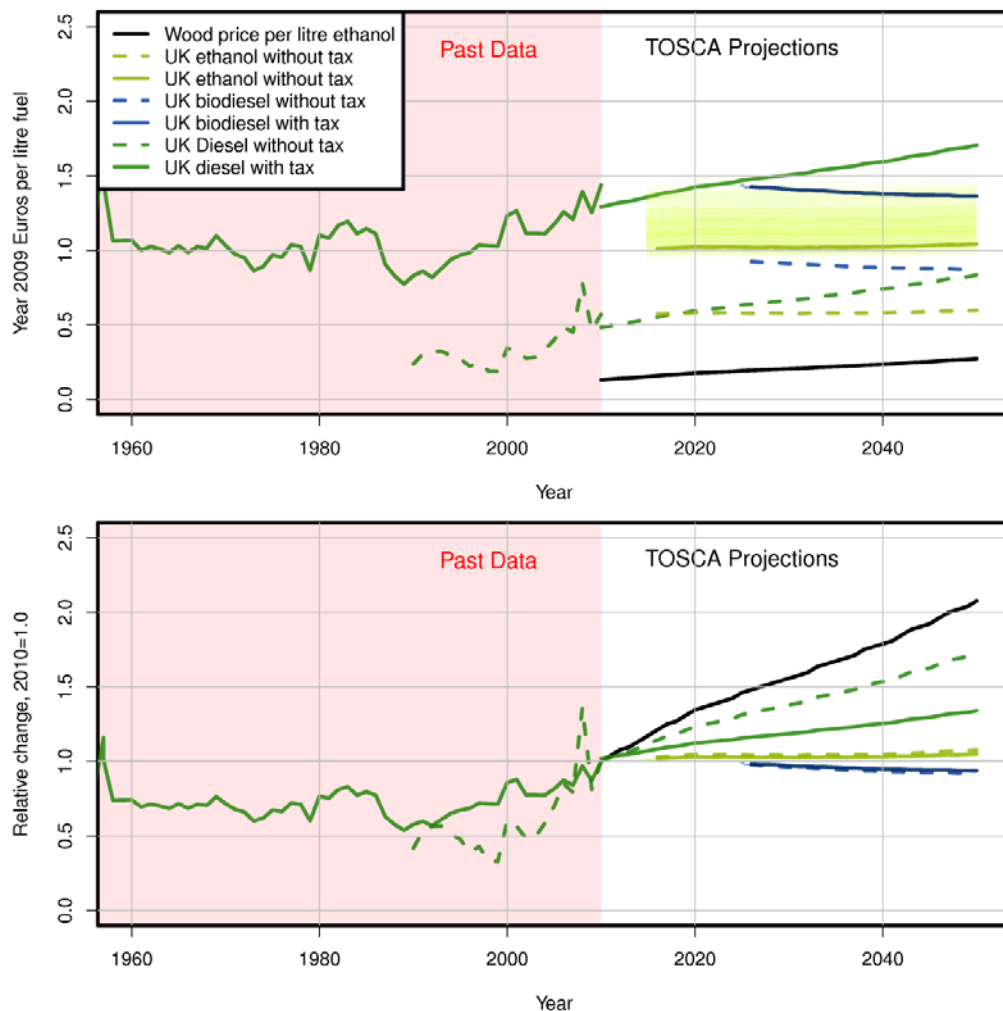 Wood price per litre ethanol
UK ethanol without tax
UK ethanol with tax
UK biodiesel without tax
UK biodiesel with tax
UK Diesel without tax
UK diesel with tax
Past Data
TOSCA Projections
Year 2009 Euros per litre fuel
2.5
2.0
1.5
1.0
0.5
0.0
1960 1980 2000 2020 2040
Year
Past Data
TOSCA Projections
Relative change, 2010=1.0
2.5
2.0
1.5
1.0
0.5
0.0
1960 1980 2000 2020 2040
Year